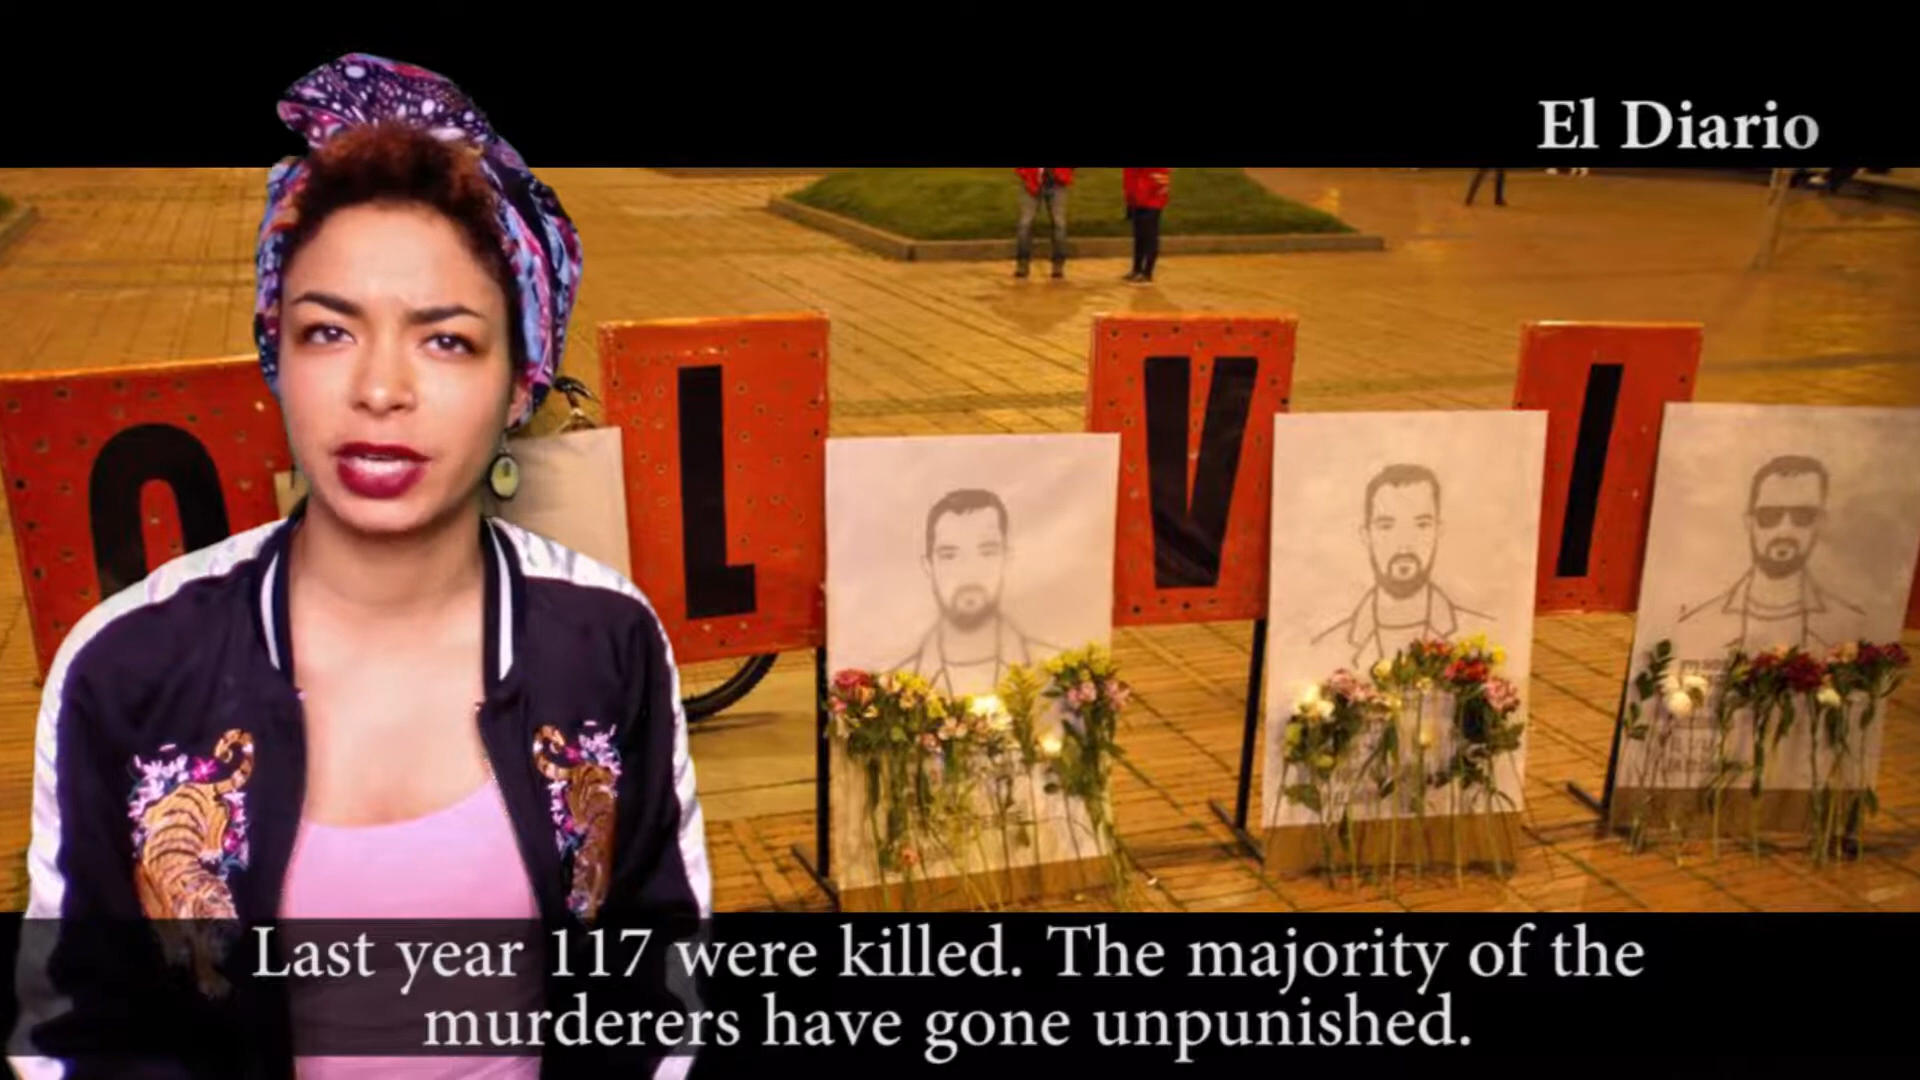 El Diario
O L V I
Last year 117 were killed. The majority of the
murderers have gone unpunished.